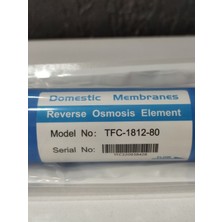 Domestic Membranes
Reverse Osmosis Element
Model No: TFC-1812-80
Serial No: